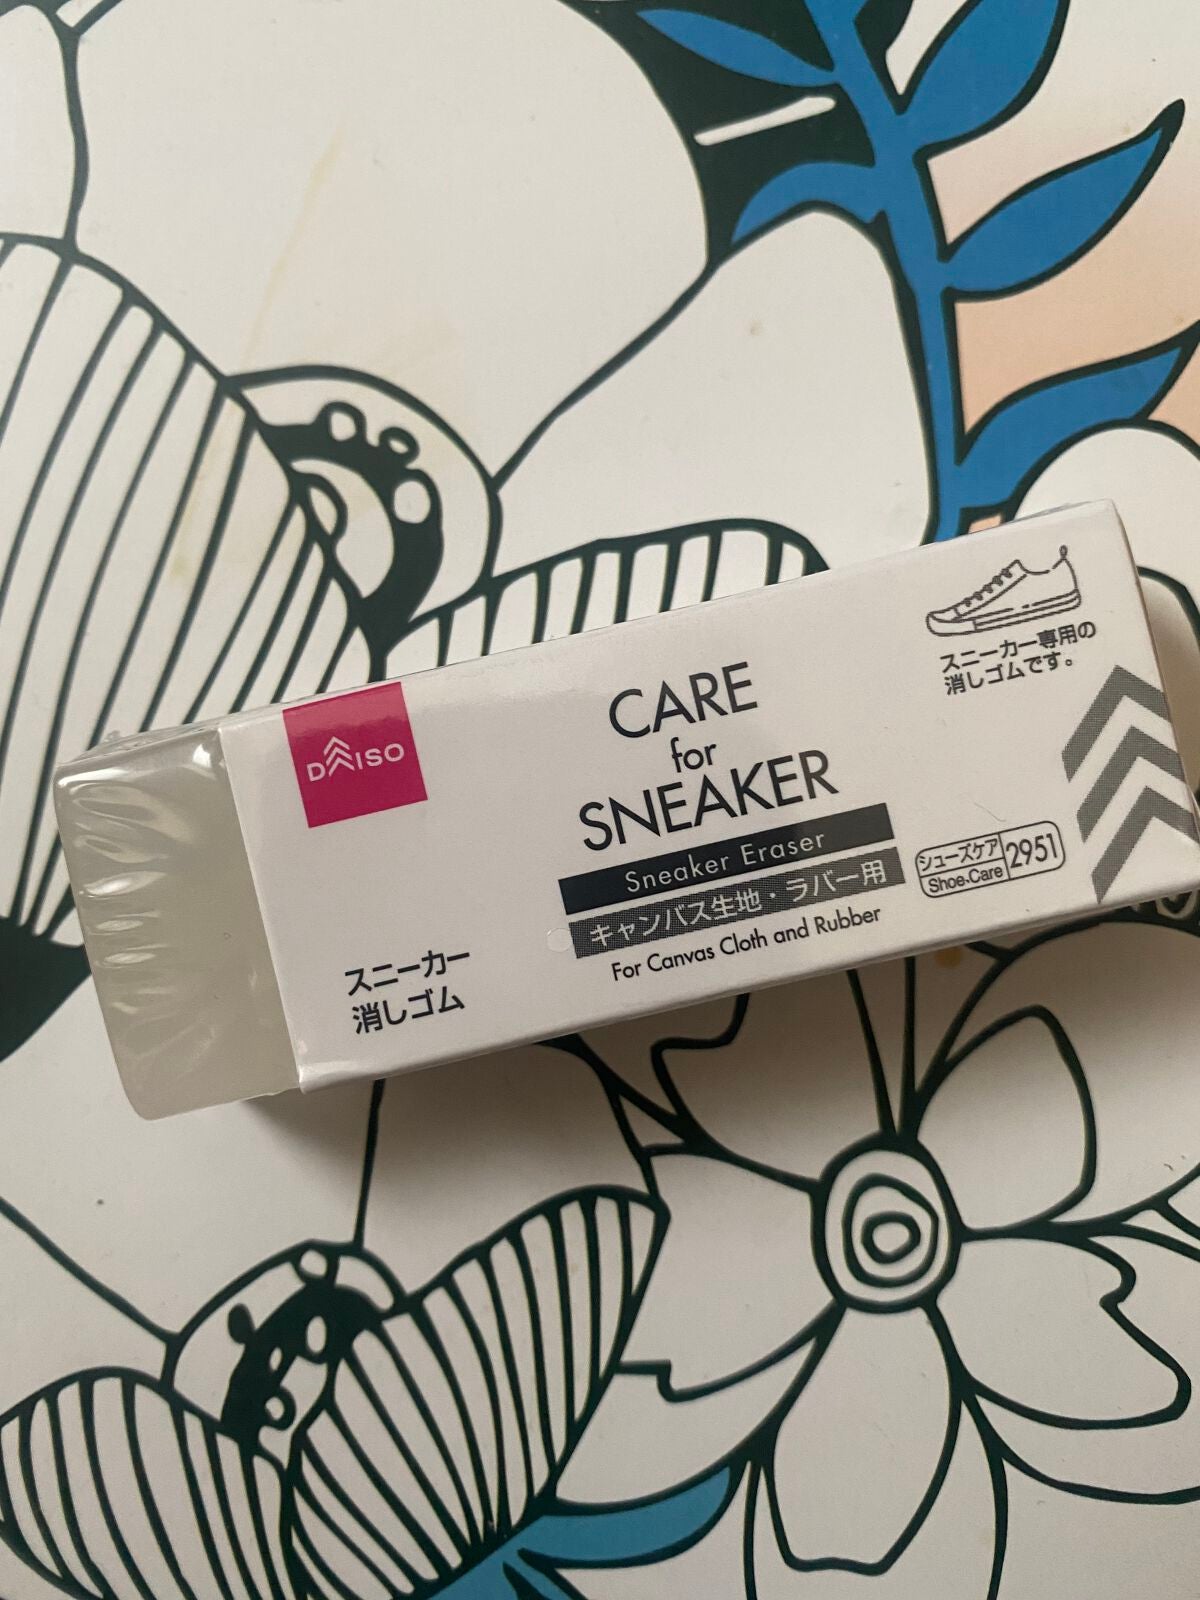 DAISO
CARE
for
SNEAKER
Sneaker Eraser
キャンバス生地・ラバー用
For Canvas Cloth and Rubber
スニーカー
消しゴム
スニーカー専用の
消しゴムです。
シューズケア
Shoe・Care
2951